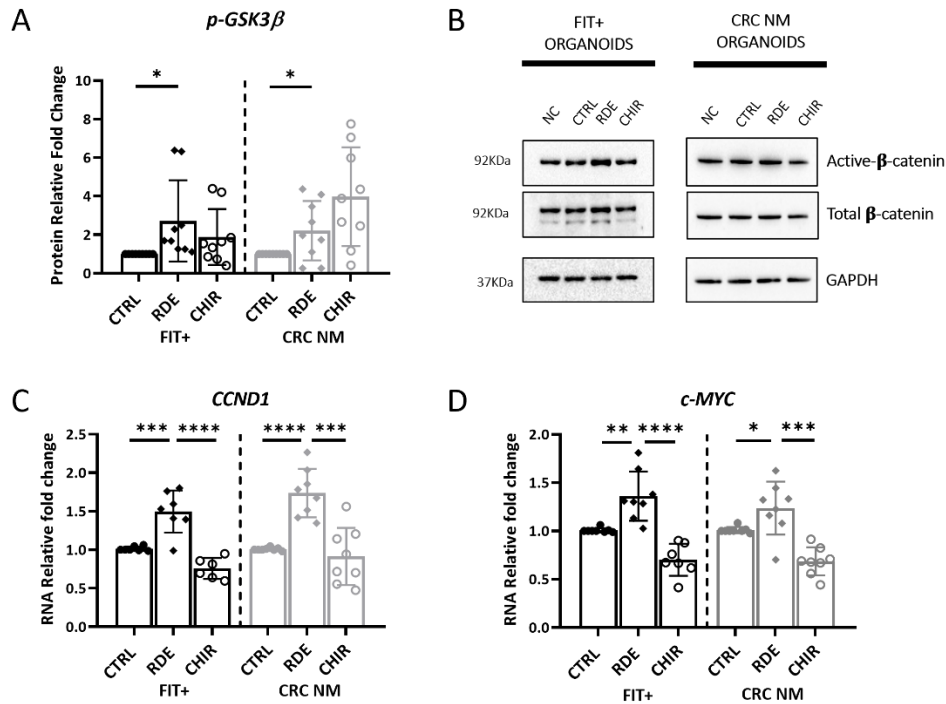 A
p-GSK3β
Protein Relative Fold Change
10
8
6
4
2
0
*
*
CTRL
RDE
CHIR
CTRL
RDE
CHIR
FIT+
CRC NM
B
FIT+
ORGANOIDS
CRC NM
ORGANOIDS
NC
CTRL
RDE
CHIR
NC
CTRL
RDE
CHIR
92KDa
Active-β-catenin
92KDa
Total β-catenin
37KDa
GAPDH
C
CCND1
RNA Relative fold change
2.5
2.0
1.5
1.0
0.5
0.0
***
****
****
***
CTRL
RDE
CHIR
CTRL
RDE
CHIR
FIT+
CRC NM
D
c-MYC
RNA Relative fold change
2.0
1.5
1.0
0.5
0.0
**
****
*
***
CTRL
RDE
CHIR
CTRL
RDE
CHIR
FIT+
CRC NM